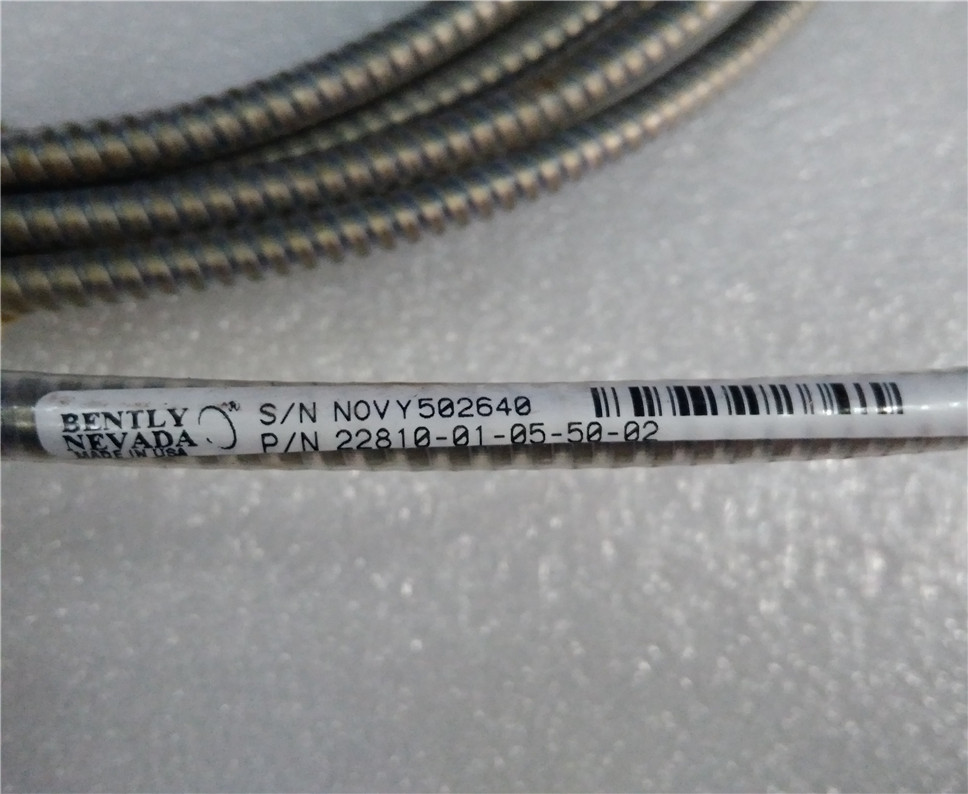 BENTLY
NEVADA
MADE IN USA
S/N NOVY502640
P/N 22810-01-05-50-02